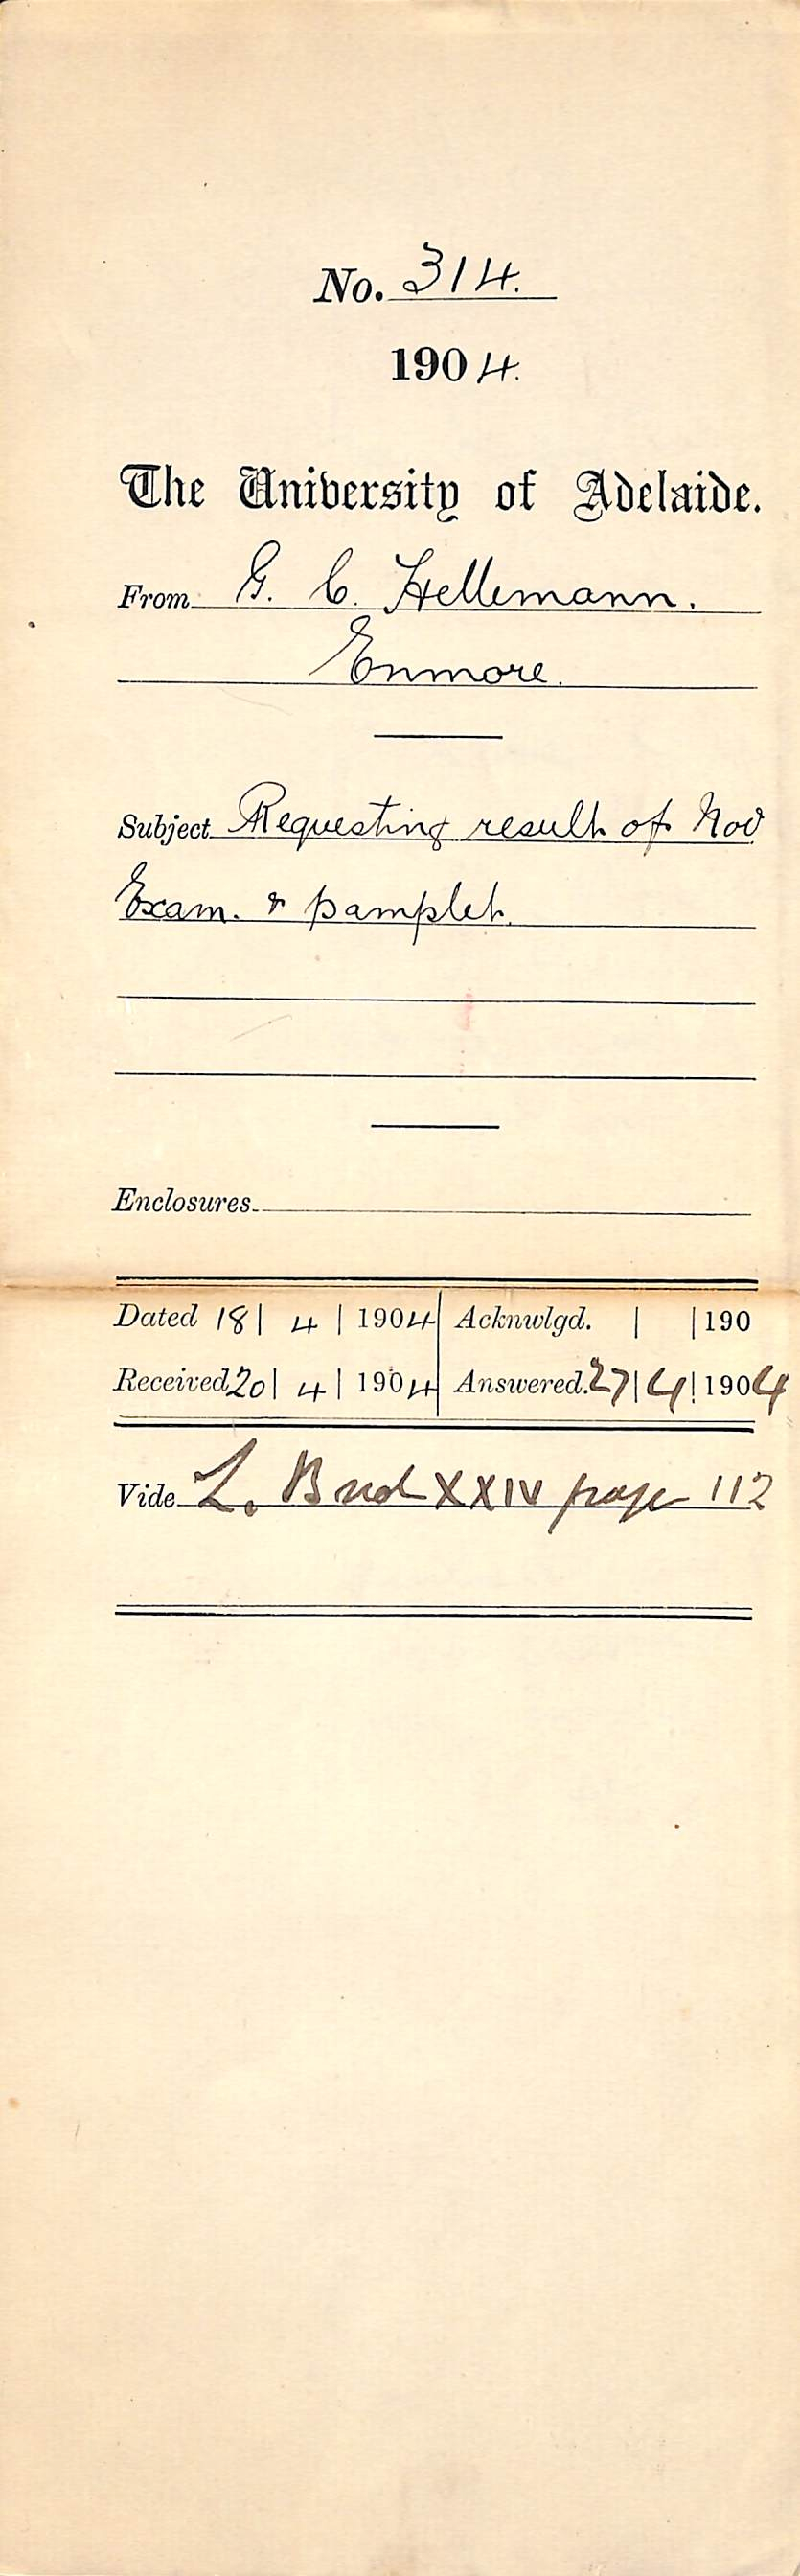 No. 314.
1904.
The University of Adelaide.
From G. C. Hellemann.
Enmore.
Subject Requesting result of Nov
Exam. & pamplet.
Enclosures
Dated 18| 4 | 1904 Acknwlgd. | |190
Received 20| 4 | 1904 Answered. 27|4| 1904
Vide L. XXIV page 112